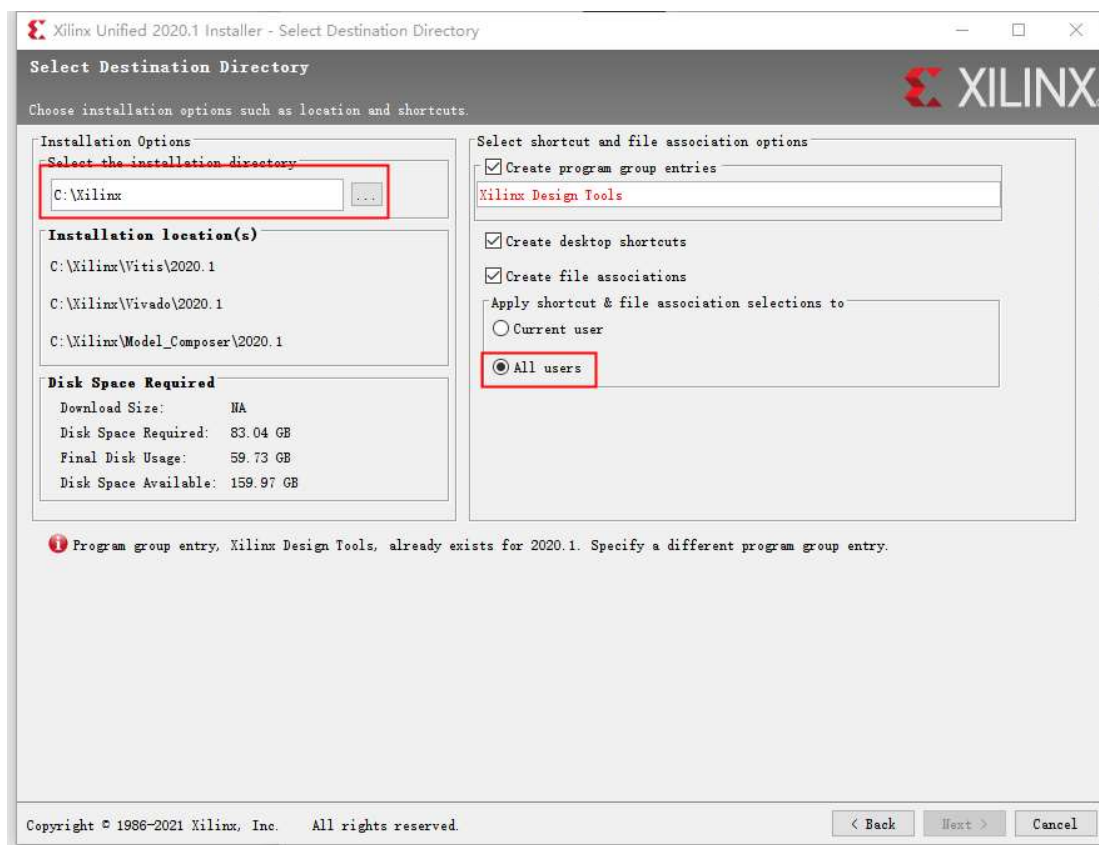 Xilinx Unified 2020.1 Installer - Select Destination Directory
Select Destination Directory
XILINX
Choose installation options such as location and shortcuts.
Installation Options
Select the installation directory
C:\Xilinx
...
Installation location(s)
C:\Xilinx\Vitis\2020.1
C:\Xilinx\Vivado\2020.1
C:\Xilinx\Model_Composer\2020.1
Disk Space Required
Download Size: NA
Disk Space Required: 83.04 GB
Final Disk Usage: 59.73 GB
Disk Space Available: 159.97 GB
Select shortcut and file association options
Create program group entries
Xilinx Design Tools
Create desktop shortcuts
Create file associations
Apply shortcut & file association selections to
Current user
All users
Program group entry, Xilinx Design Tools, already exists for 2020.1. Specify a different program group entry.
Copyright © 1986-2021 Xilinx, Inc. All rights reserved.
< Back
Next >
Cancel